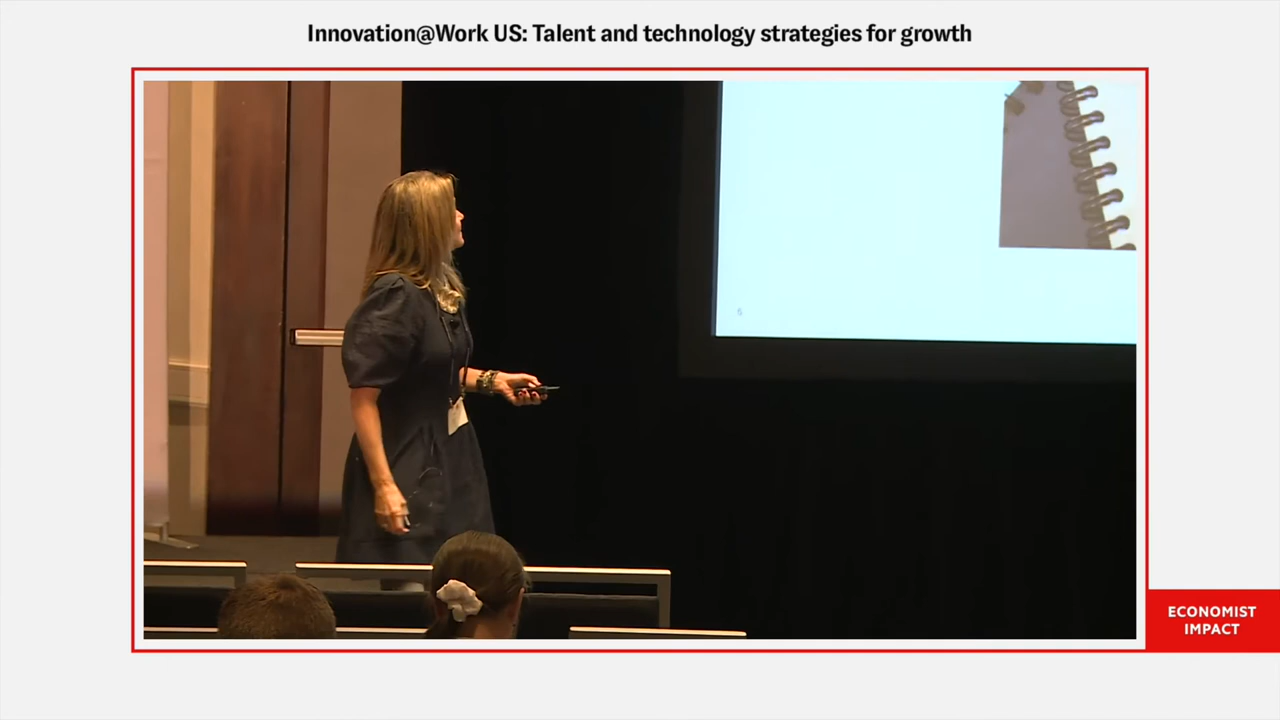 Innovation@Work US: Talent and technology strategies for growth
ECONOMIST
IMPACT